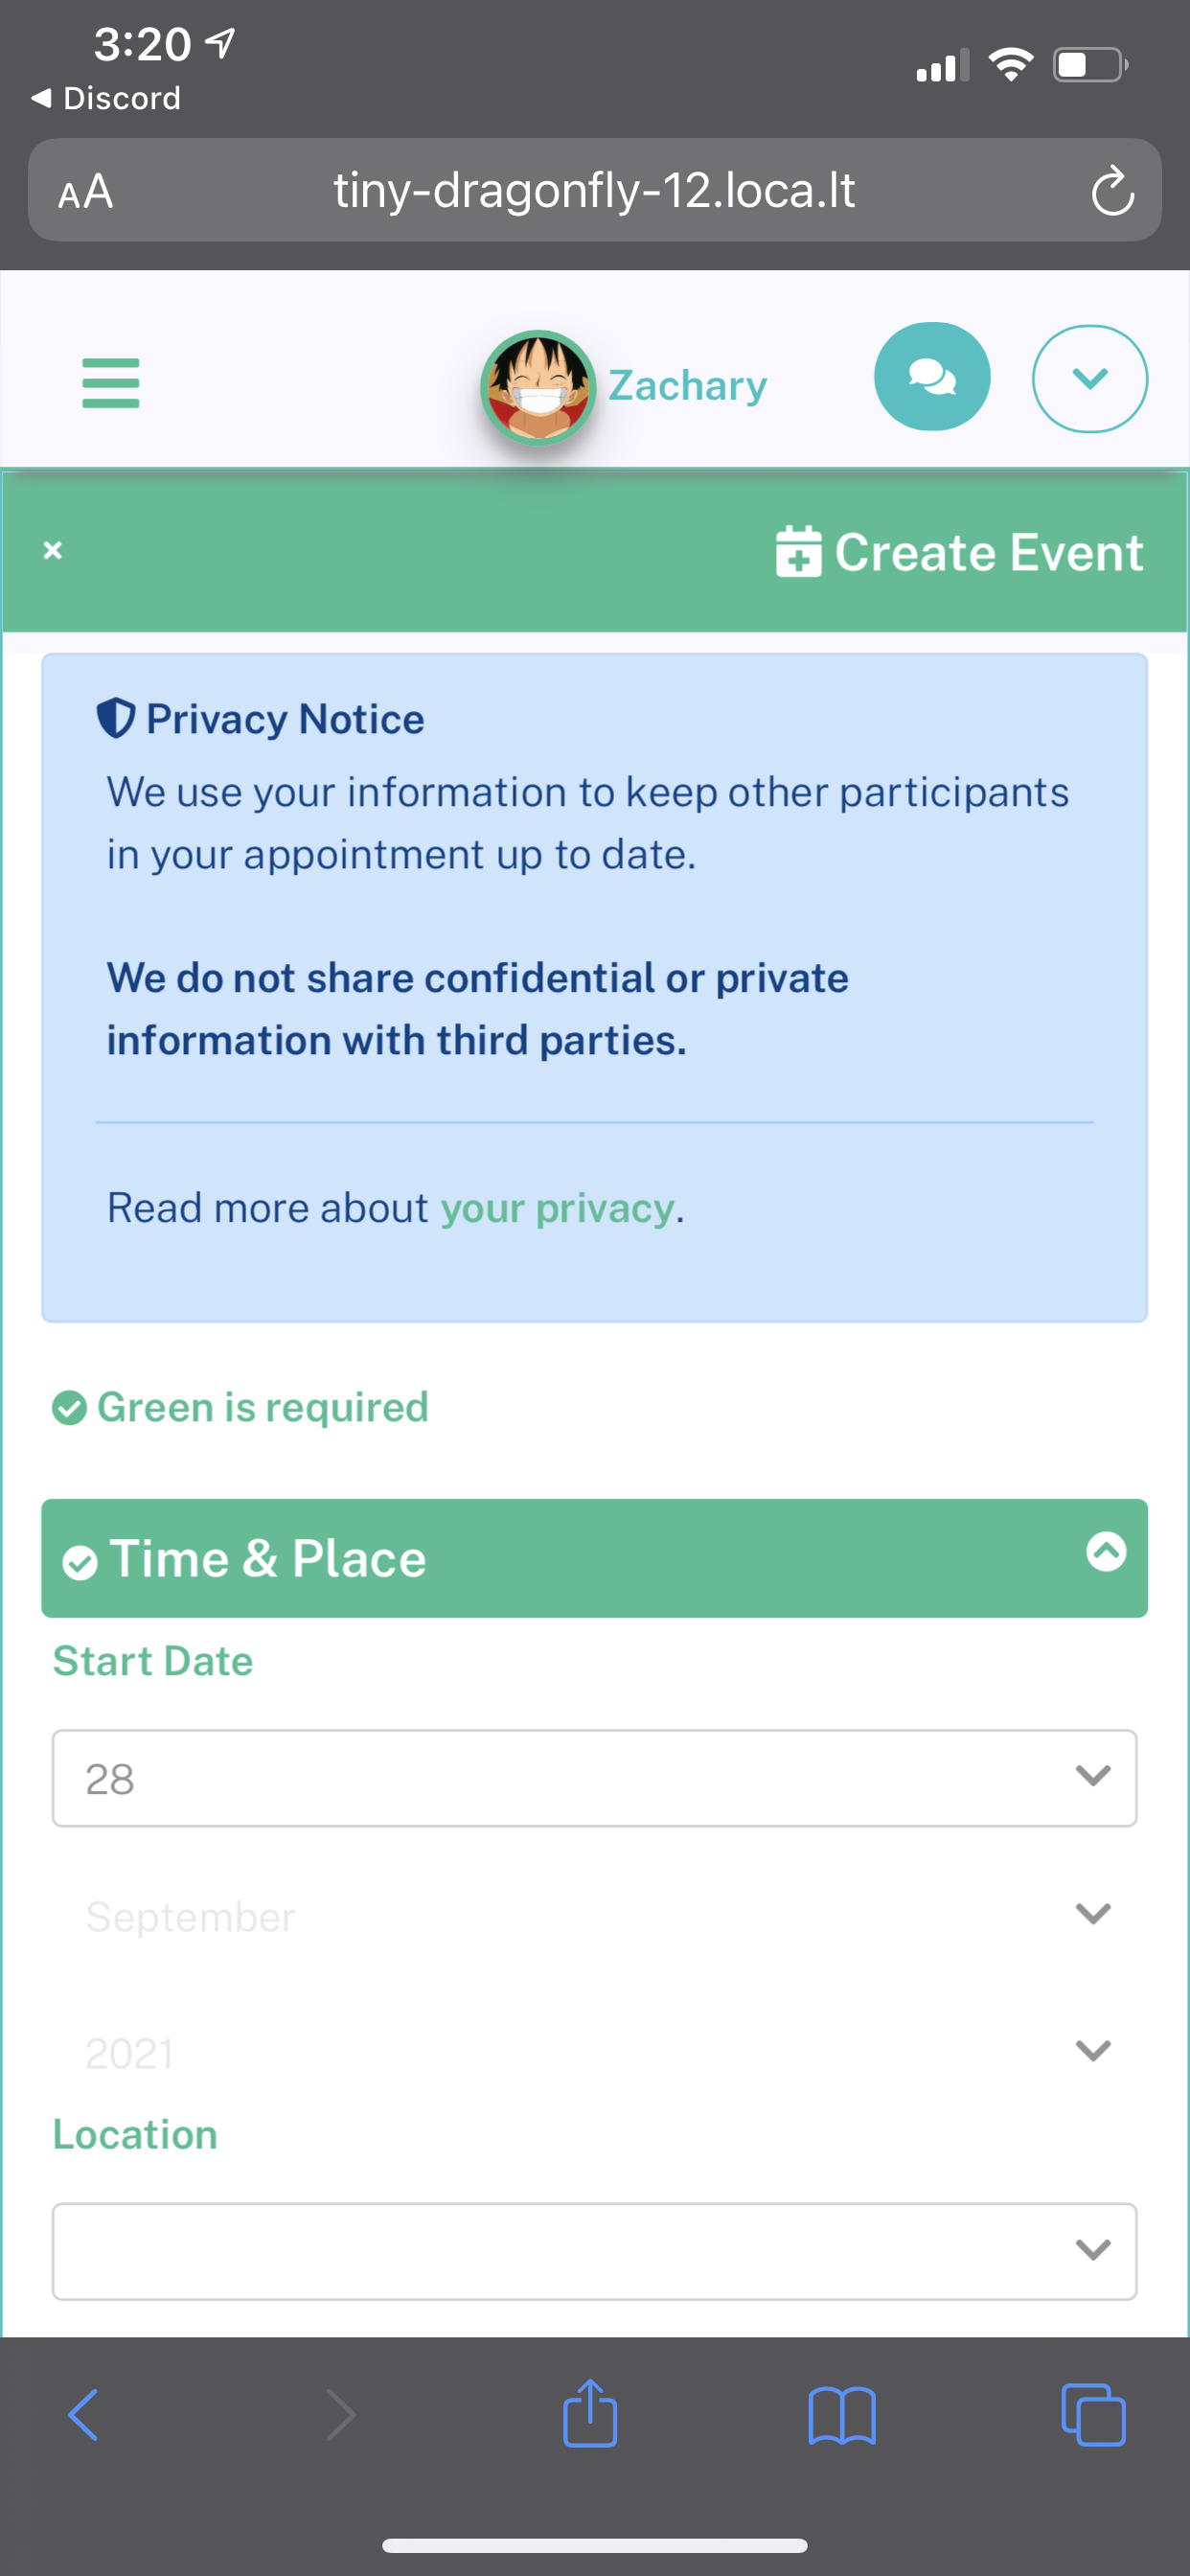 3:20
Discord
AA
tiny-dragonfly-12.loca.lt
Zachary
Create Event
Privacy Notice
We use your information to keep other participants
in your appointment up to date.
We do not share confidential or private
information with third parties.
Read more about your privacy.
Green is required
Time & Place
Start Date
28
September
2021
Location